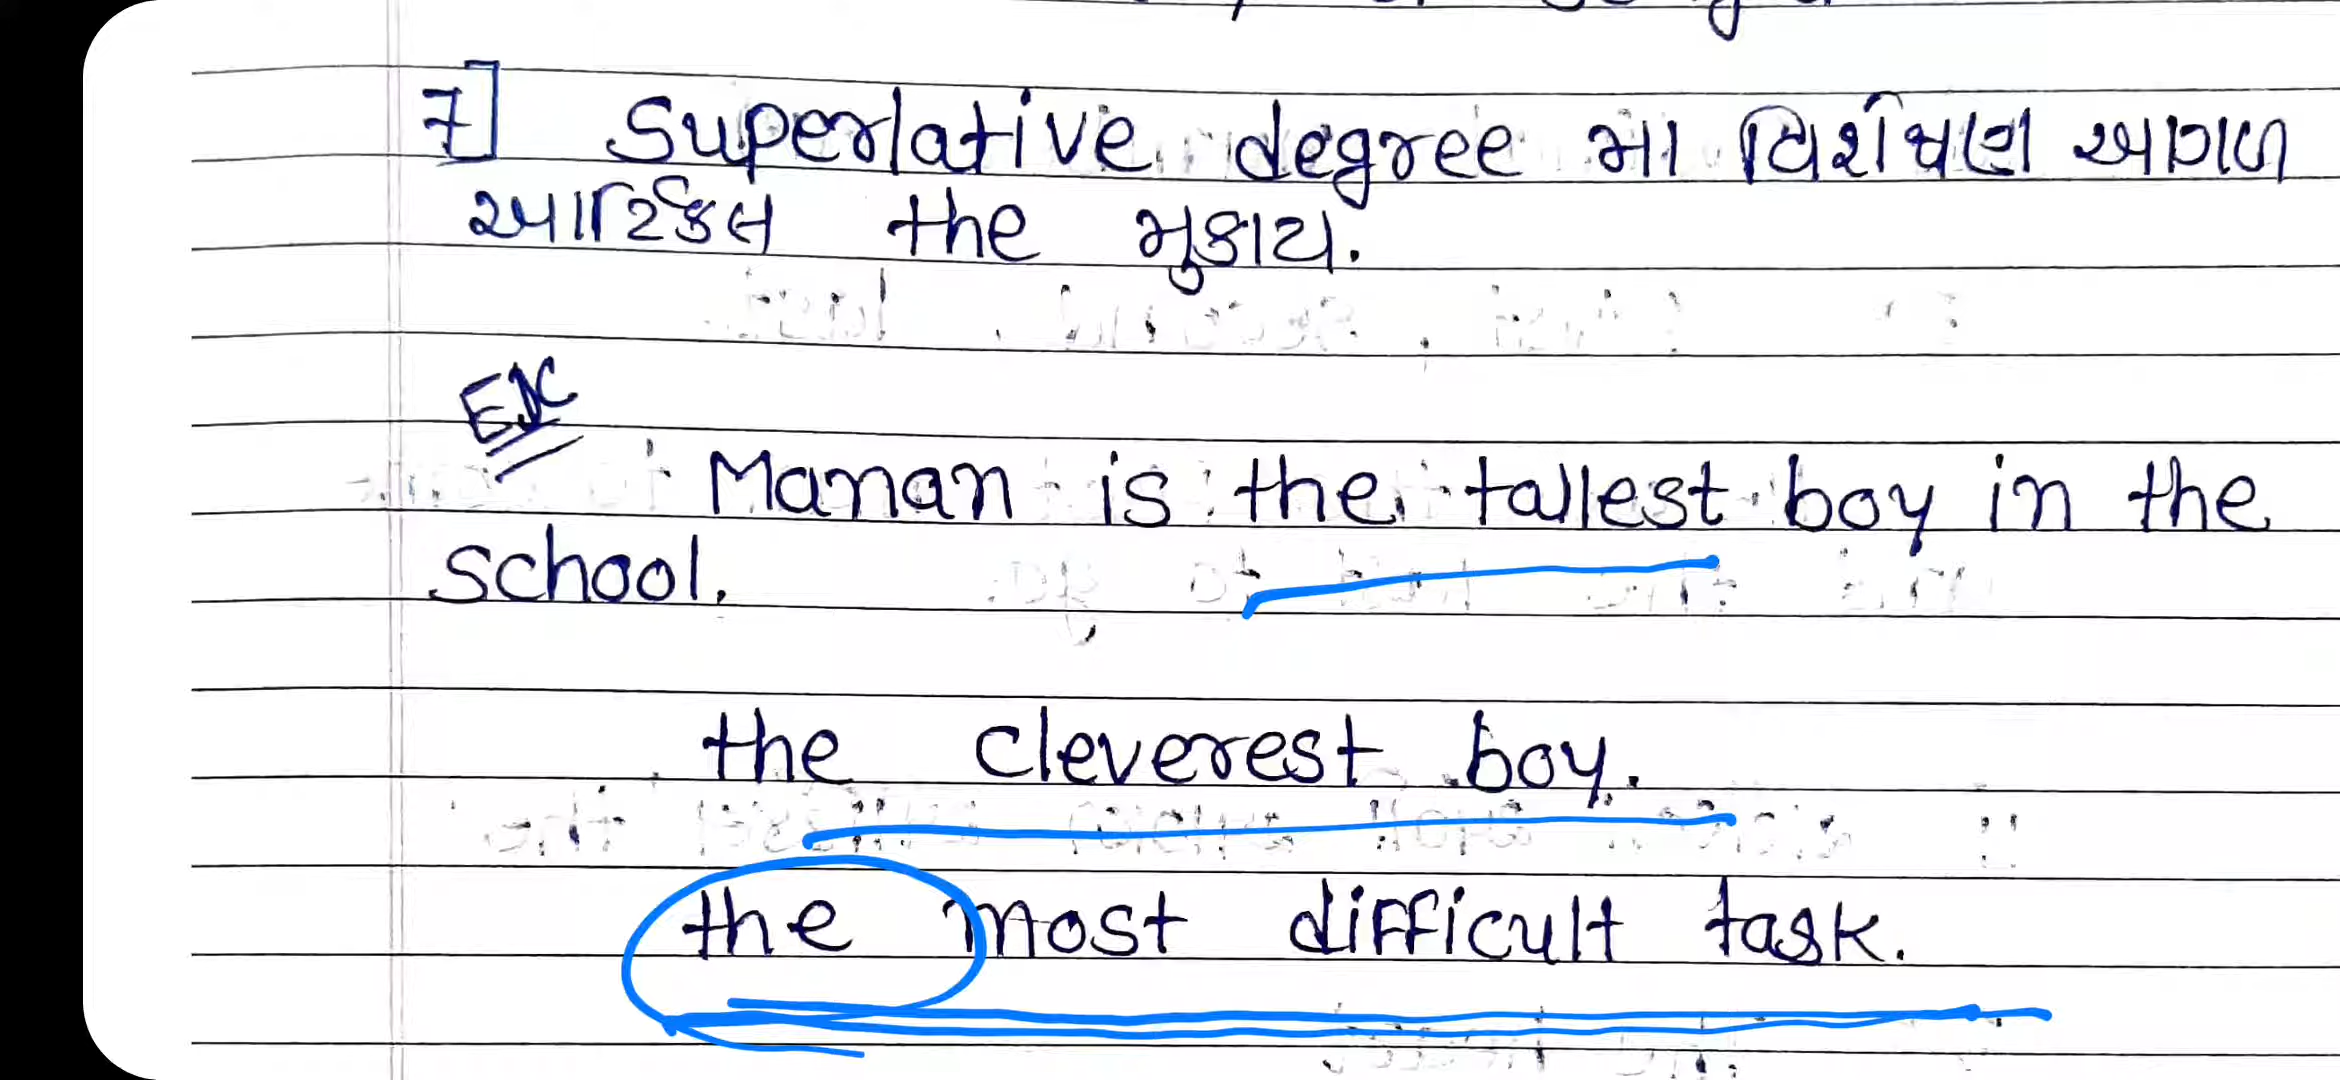 7] Superlative degree મા વિશેષણ આગળ
આર્ટિકલ the મુકાય.
Ex
Manan is the tallest boy in the
school.
the cleverest boy.
the most difficult task.